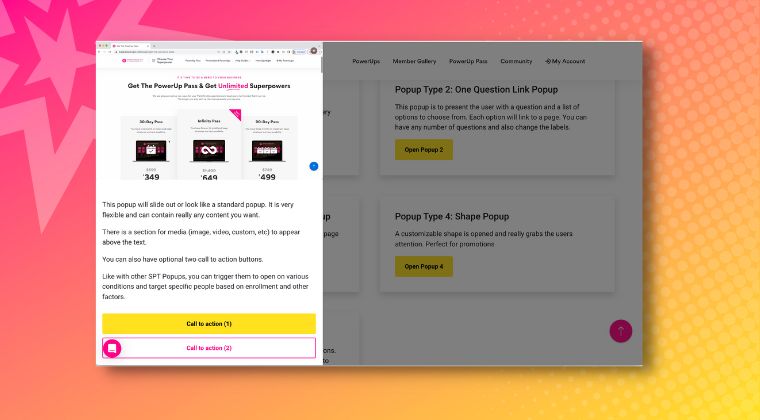 PowerUps Member Gallery PowerUp Pass Community My Account
Get The PowerUp Pass & Get Unlimited Superpowers
30-Day Pass
Infinity Pass
$349
$649
$499
This popup will slide out or look like a standard popup. It is very
flexible and can contain really any content you want.
There is a section for media (image, video, custom, etc) to appear
above the text.
You can also have optional two call to action buttons.
Like with other SPT Popups, you can trigger them to open on various
conditions and target specific people based on enrollment and other
factors.
Call to action (1)
Call to action (2)
Popup Type 2: One Question Link Popup
This popup is to present the user with a question and a list of
options to choose from. Each option will link to a page. You can
have any number of questions and also change the labels.
Open Popup 2
page
Popup Type 4: Shape Popup
A customizable shape is opened and really grabs the users
attention. Perfect for promotions
Open Popup 4
ons.
to